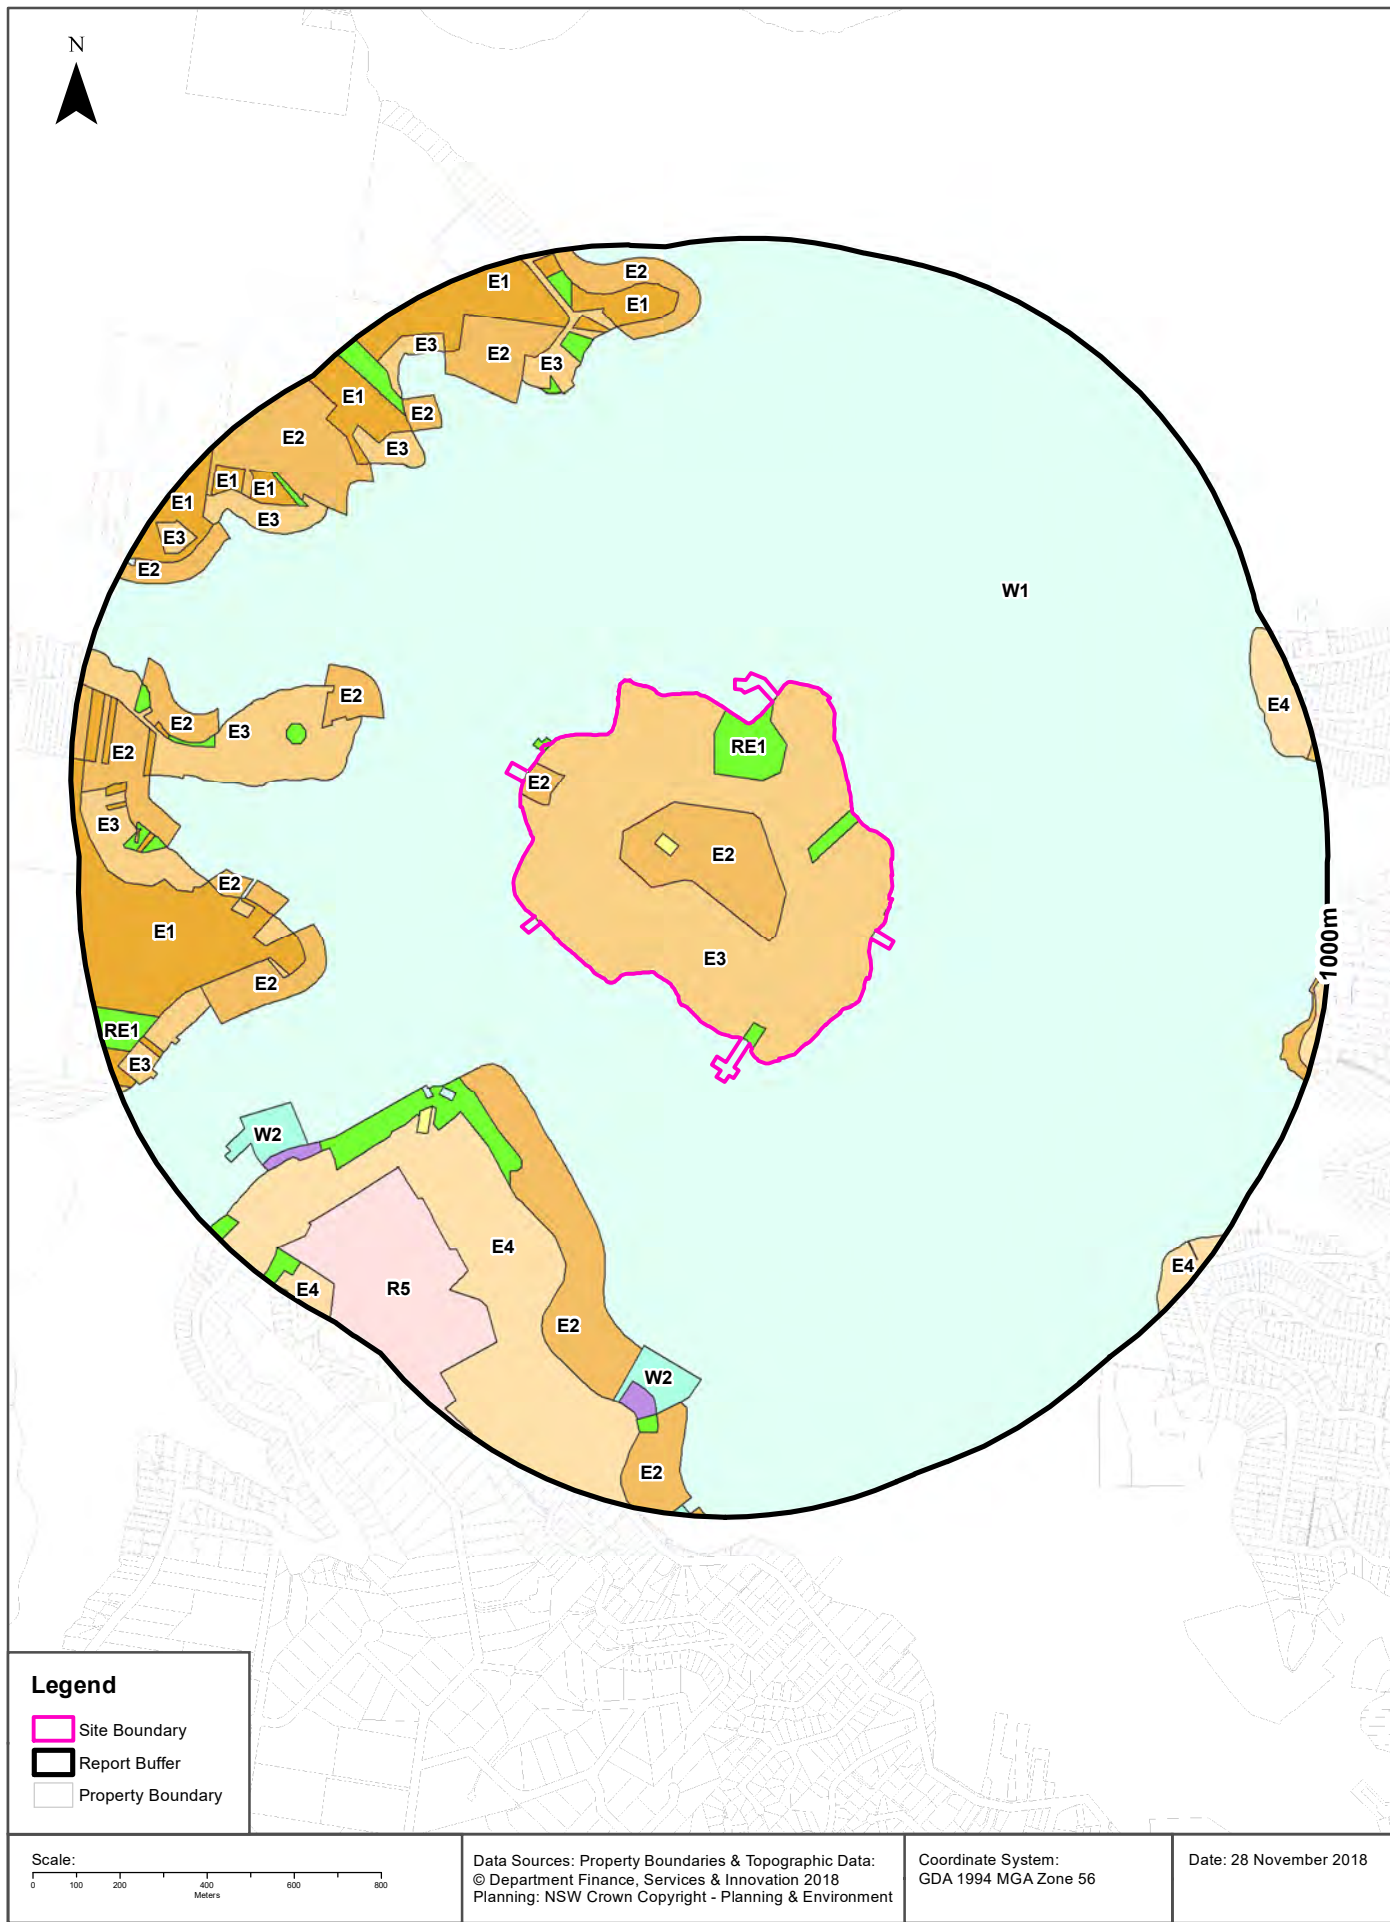 N
E2
E1
E1
E3
E2
E3
E1
E2
E2
E3
E1
E1
E1
E3
E3
E2
W1
E2
E4
E2
E3
RE1
E2
E2
E3
E2
E2
E1
1000m
E3
E2
RE1
E3
W2
E4
E4
E4
R5
E2
W2
E2
Legend
Site Boundary
Report Buffer
Property Boundary
Scale:
0 100 200 400 600 800
Meters
Data Sources: Property Boundaries & Topographic Data:
© Department Finance, Services & Innovation 2018
Planning: NSW Crown Copyright - Planning & Environment
Coordinate System:
GDA 1994 MGA Zone 56
Date: 28 November 2018